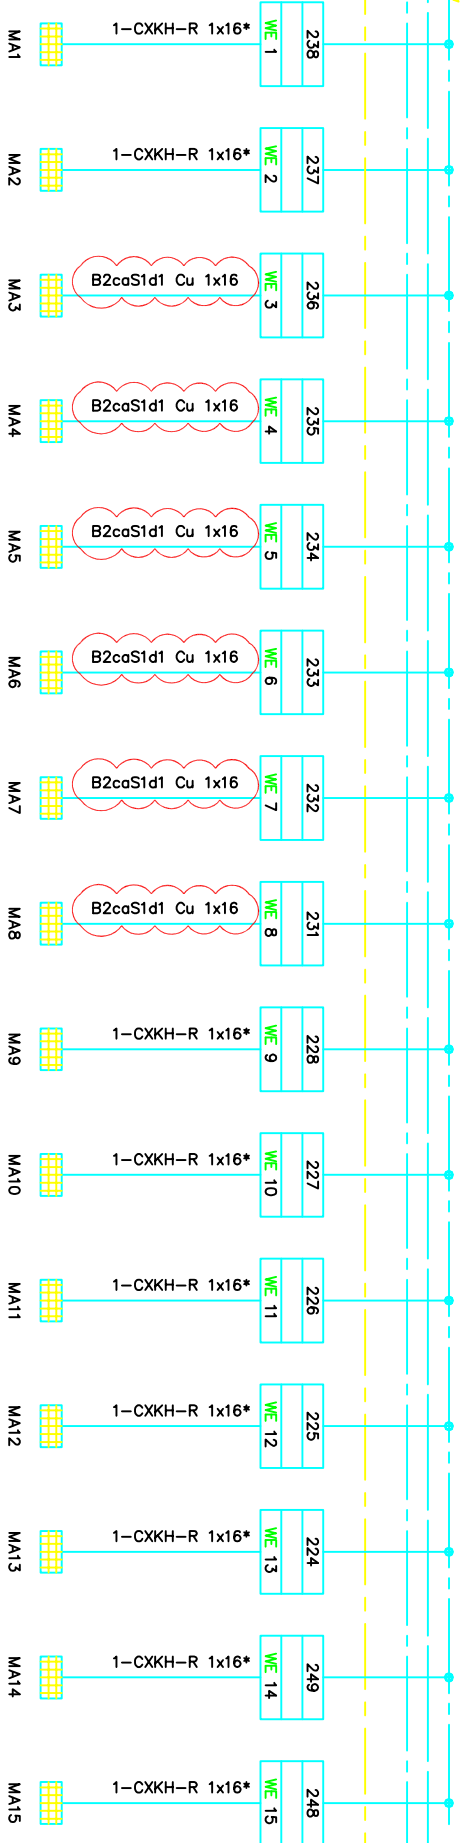 MA1 1-CXKH-R 1x16* WE 1 238
MA2 1-CXKH-R 1x16* WE 2 237
MA3 B2caS1d1 Cu 1x16 WE 3 236
MA4 B2caS1d1 Cu 1x16 WE 4 235
MA5 B2caS1d1 Cu 1x16 WE 5 234
MA6 B2caS1d1 Cu 1x16 WE 6 233
MA7 B2caS1d1 Cu 1x16 WE 7 232
MA8 B2caS1d1 Cu 1x16 WE 8 231
MA9 1-CXKH-R 1x16* WE 9 228
MA10 1-CXKH-R 1x16* WE 10 227
MA11 1-CXKH-R 1x16* WE 11 226
MA12 1-CXKH-R 1x16* WE 12 225
MA13 1-CXKH-R 1x16* WE 13 224
MA14 1-CXKH-R 1x16* WE 14 249
MA15 1-CXKH-R 1x16* WE 15 248